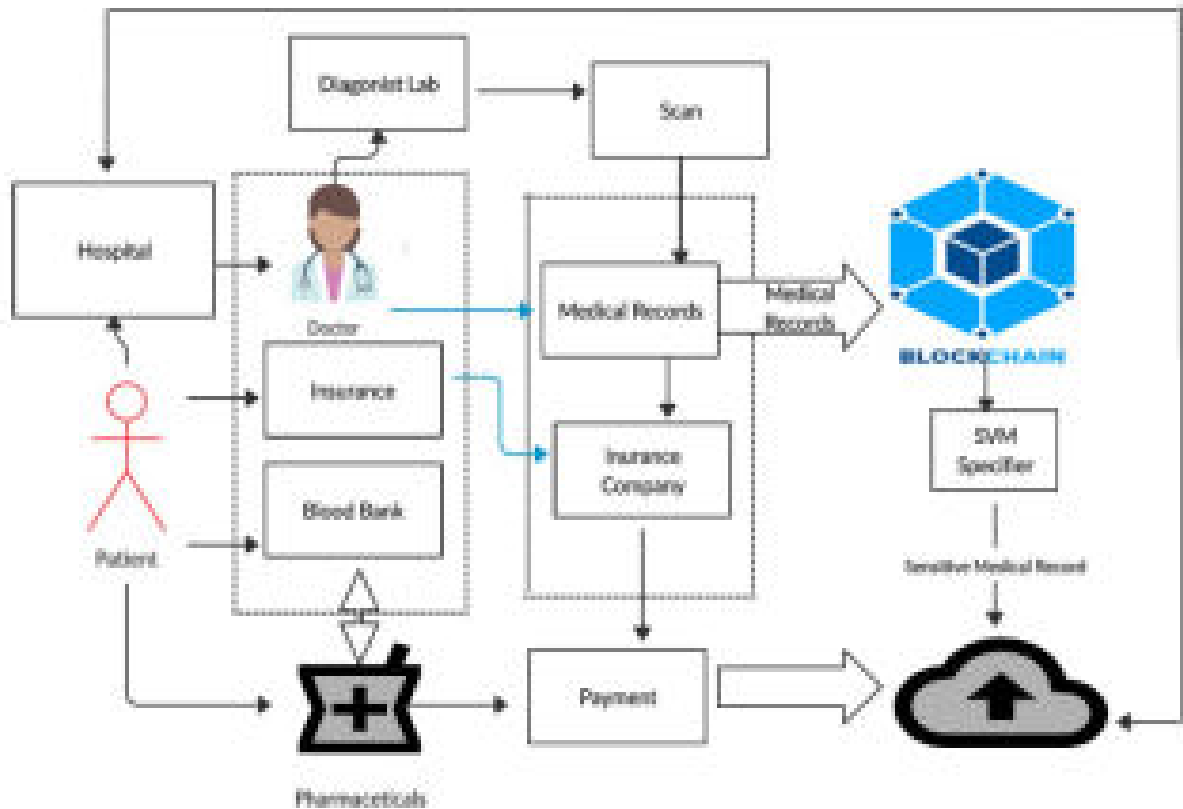 Diagonist Lab
Scan
Hospital
Doctor
Medical Records
Medical
Records
BLOCKCHAIN
Insurance
Inurance
Company
SVM
Specifier
Blood Bank
Patient
Sensitive Medical Record
Payment
Pharmaceticals